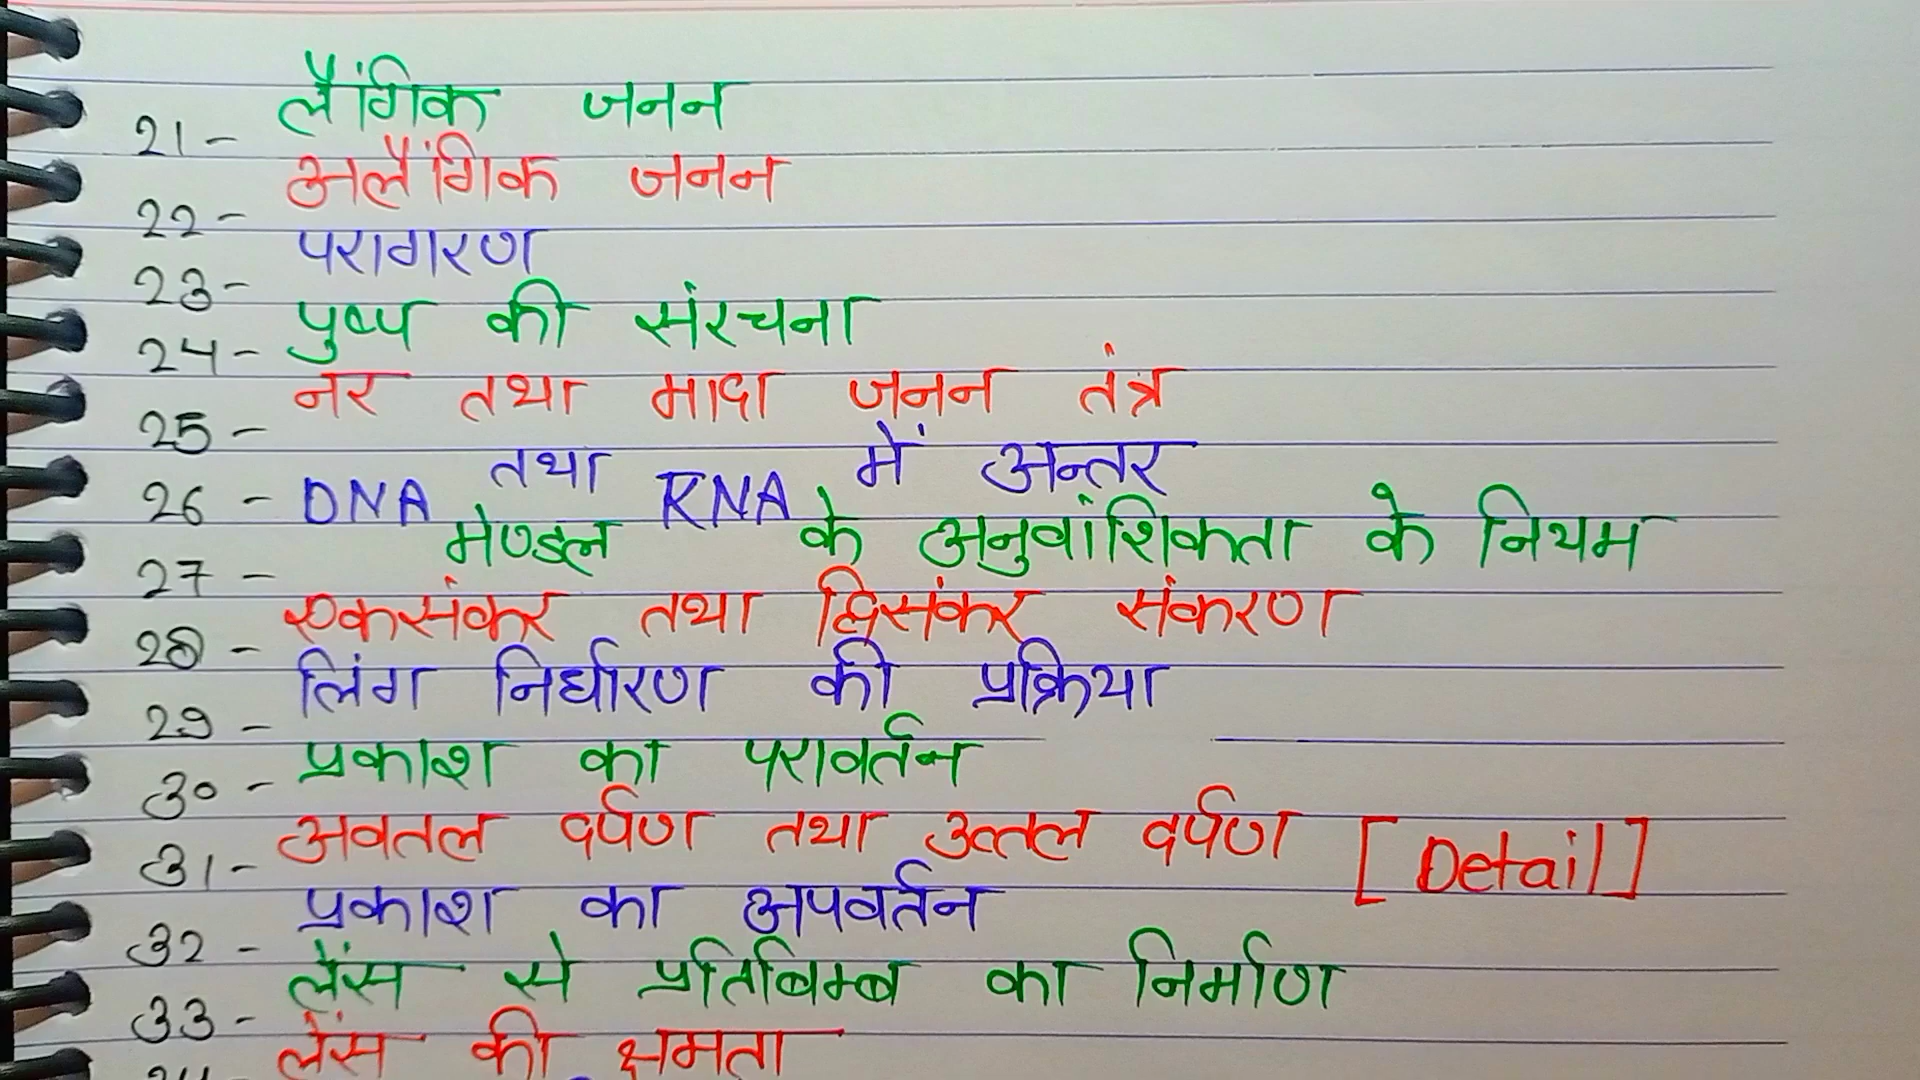 21- लैंगिक जनन
22- अलैंगिक जनन
23- परागरण
24- पुष्प की संरचना
25- नर तथा मादा जनन तंत्र
26- DNA तथा RNA में अन्तर
27- मेण्डल के अनुवांशिकता के नियम
28- एकसंकर तथा द्विसंकर संकरण
29- लिंग निर्धारण की प्रक्रिया
30- प्रकाश का परावर्तन
31- अवतल दर्पण तथा उत्तल दर्पण [Detail]
32- प्रकाश का अपवर्तन
33- लेंस से प्रतिबिम्ब का निर्माण
लेंस की क्षमता